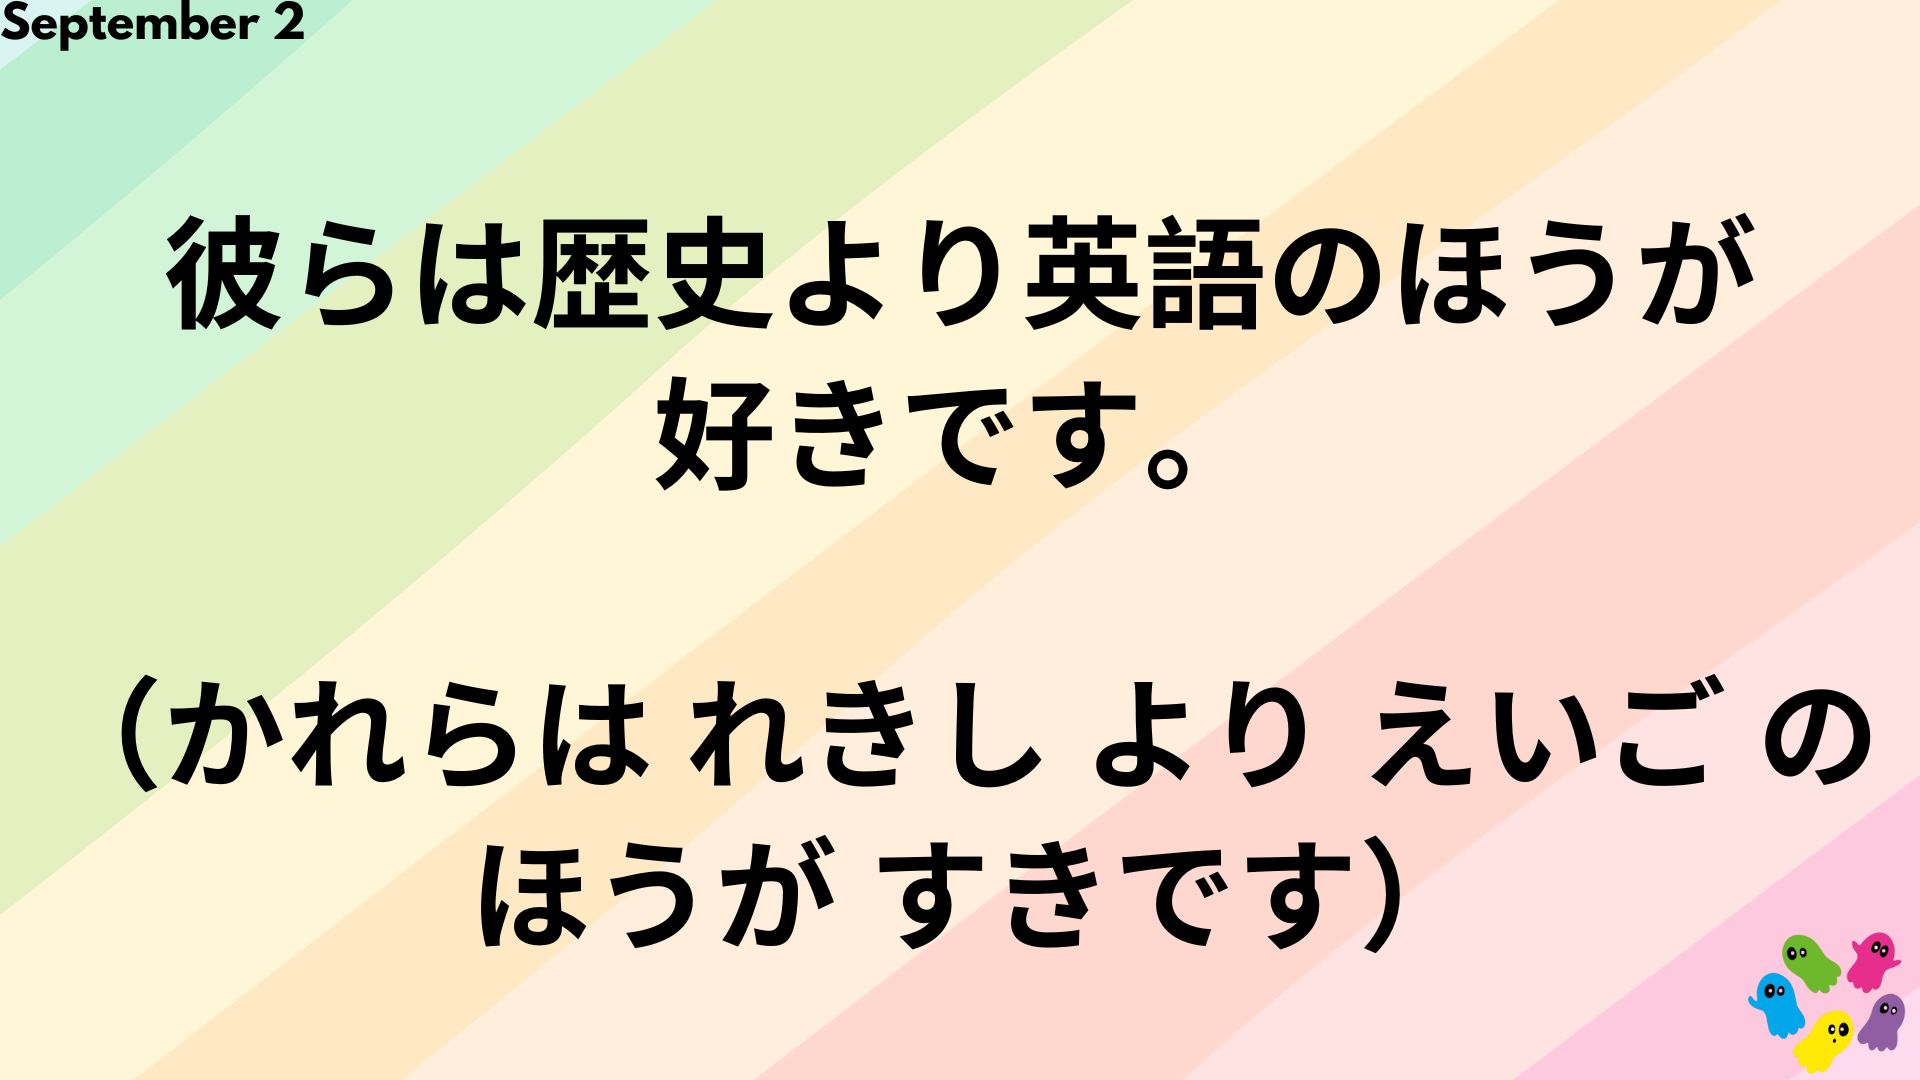 September 2
彼らは歴史より英語のほうが
好きです。
（かれらは れきし より えいご の
ほうが すきです）